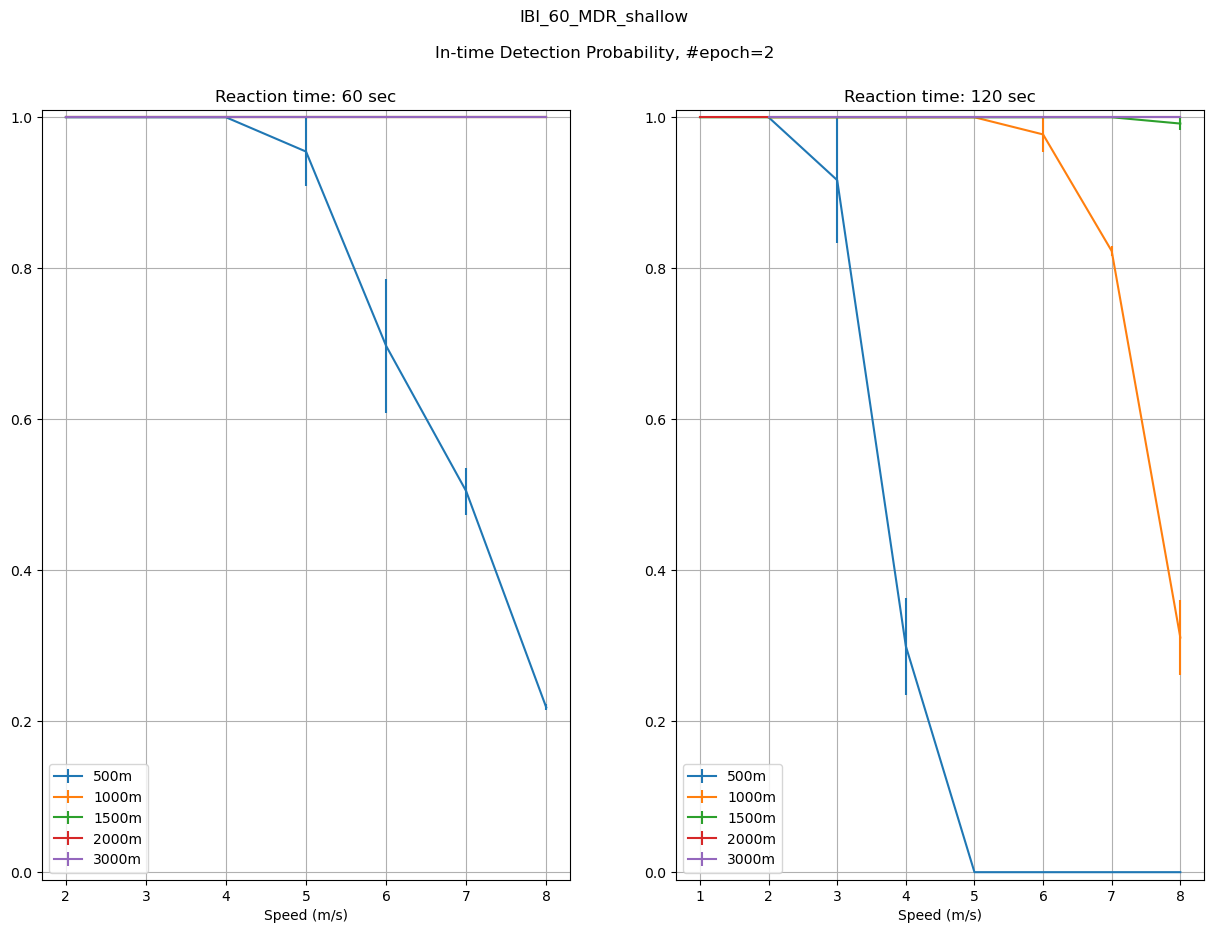 IBI_60_MDR_shallow
In-time Detection Probability, #epoch=2
Reaction time: 60 sec
1.0
0.8
0.6
0.4
0.2
0.0
500m
1000m
1500m
2000m
3000m
2 3 4 5 6 7 8
Speed (m/s)
Reaction time: 120 sec
1.0
0.8
0.6
0.4
0.2
0.0
500m
1000m
1500m
2000m
3000m
1 2 3 4 5 6 7 8
Speed (m/s)